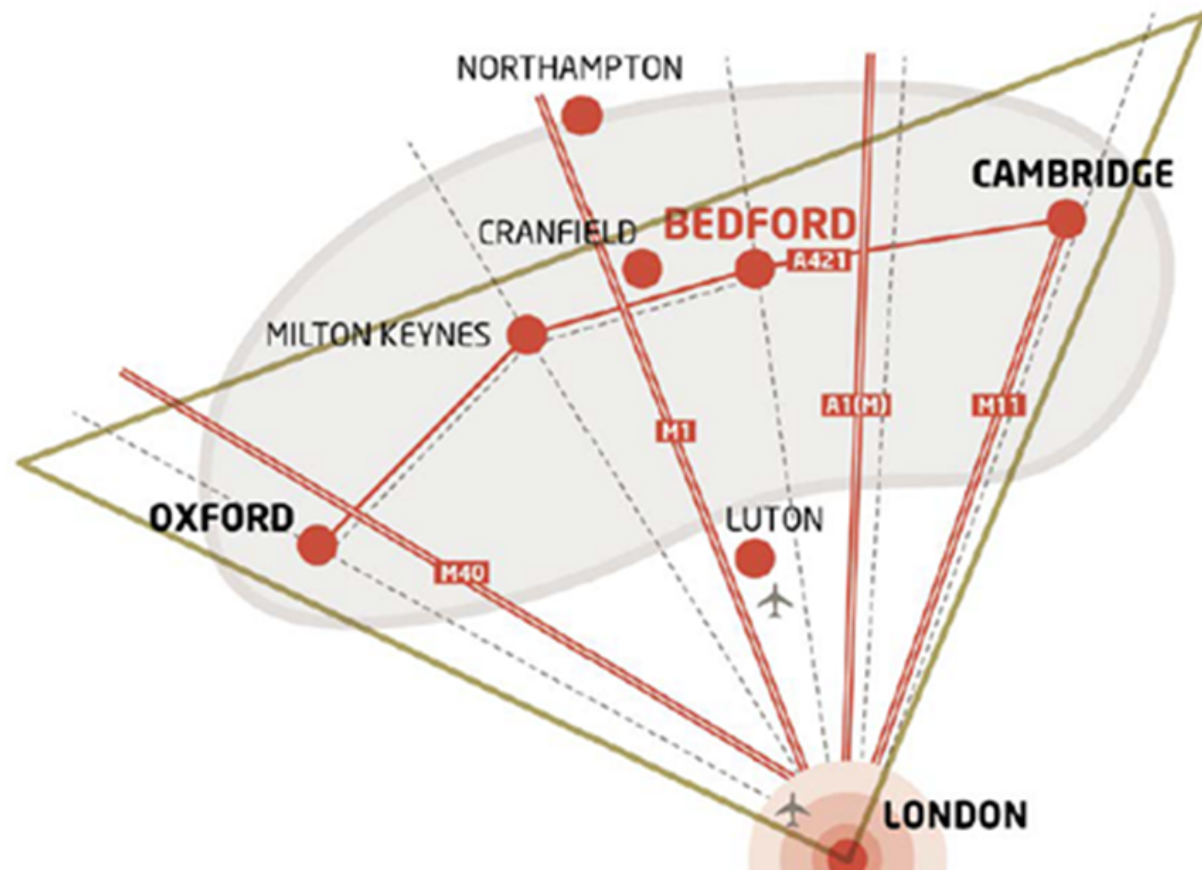 NORTHAMPTON
CAMBRIDGE
CRANFIELD
BEDFORD
A421
MILTON KEYNES
A1(M)
M11
M1
OXFORD
LUTON
M40
LONDON